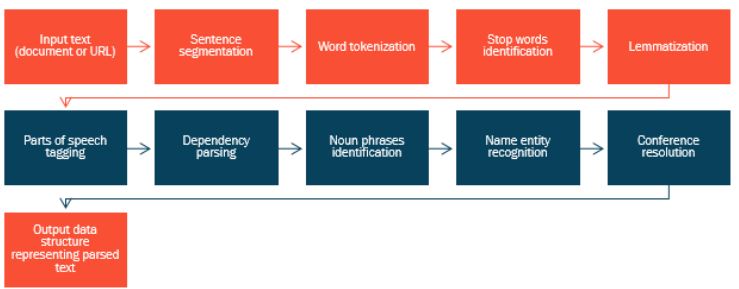 Input text
(document or URL)
Sentence
segmentation
Word tokenization
Stop words
identification
Lemmatization
Parts of speech
tagging
Dependency
parsing
Noun phrases
identification
Name entity
recognition
Conference
resolution
Output data
structure
representing parsed
text